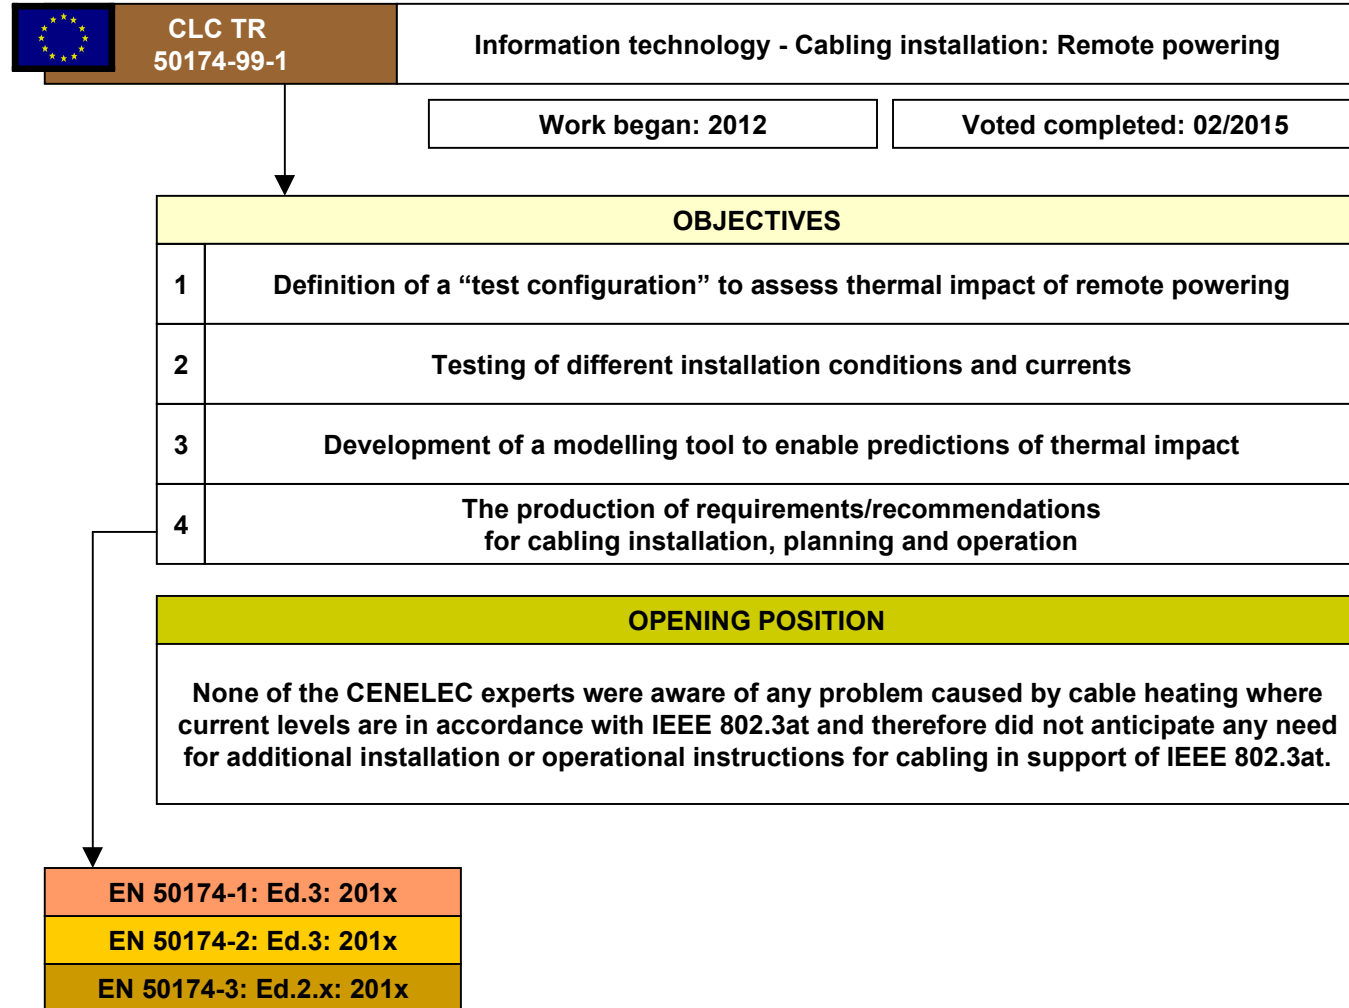 CLC TR
50174-99-1
Information technology - Cabling installation: Remote powering
Work began: 2012
Voted completed: 02/2015
OBJECTIVES
1
Definition of a “test configuration” to assess thermal impact of remote powering
2
Testing of different installation conditions and currents
3
Development of a modelling tool to enable predictions of thermal impact
4
The production of requirements/recommendations
for cabling installation, planning and operation
OPENING POSITION
None of the CENELEC experts were aware of any problem caused by cable heating where
current levels are in accordance with IEEE 802.3at and therefore did not anticipate any need
for additional installation or operational instructions for cabling in support of IEEE 802.3at.
EN 50174-1: Ed.3: 201x
EN 50174-2: Ed.3: 201x
EN 50174-3: Ed.2.x: 201x